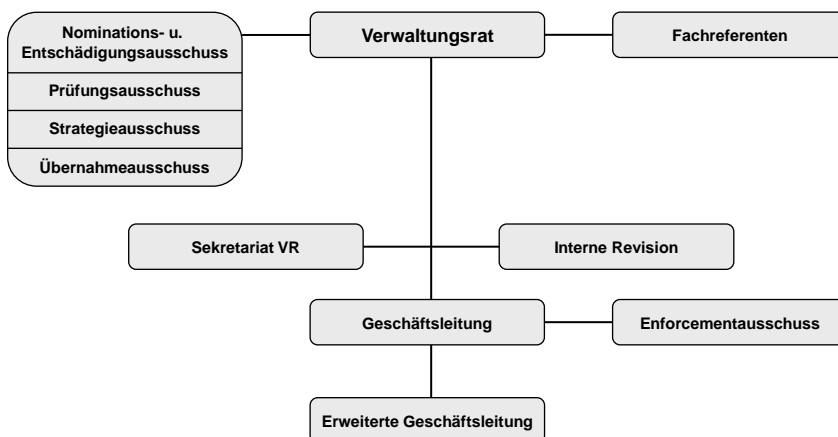 Nominations- u.
Entschädigungsausschuss
Verwaltungsrat
Fachreferenten
Prüfungsausschuss
Strategieausschuss
Übernahmeausschuss
Sekretariat VR
Interne Revision
Geschäftsleitung
Enforcementausschuss
Erweiterte Geschäftsleitung